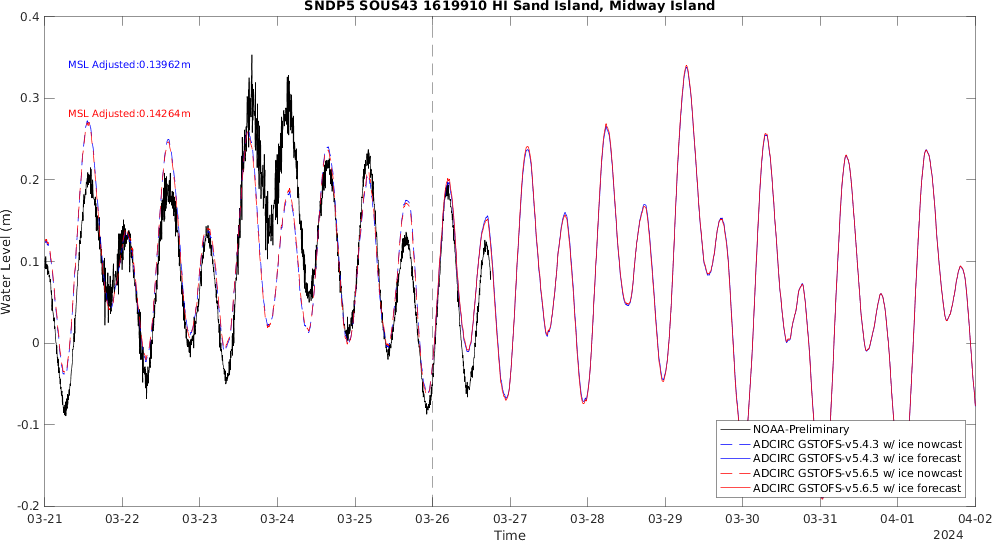 SNDP5 SOUS43 1619910 HI Sand Island, Midway Island
0.4
0.3
0.2
0.1
0
-0.1
-0.2
Water Level (m)
MSL Adjusted:0.13962m
MSL Adjusted:0.14264m
NOAA-Preliminary
ADCIRC GSTOFS-v5.4.3 w/ ice nowcast
ADCIRC GSTOFS-v5.4.3 w/ ice forecast
ADCIRC GSTOFS-v5.6.5 w/ ice nowcast
ADCIRC GSTOFS-v5.6.5 w/ ice forecast
03-21 03-22 03-23 03-24 03-25 03-26 03-27 03-28 03-29 03-30 03-31 04-01 04-02
Time
2024